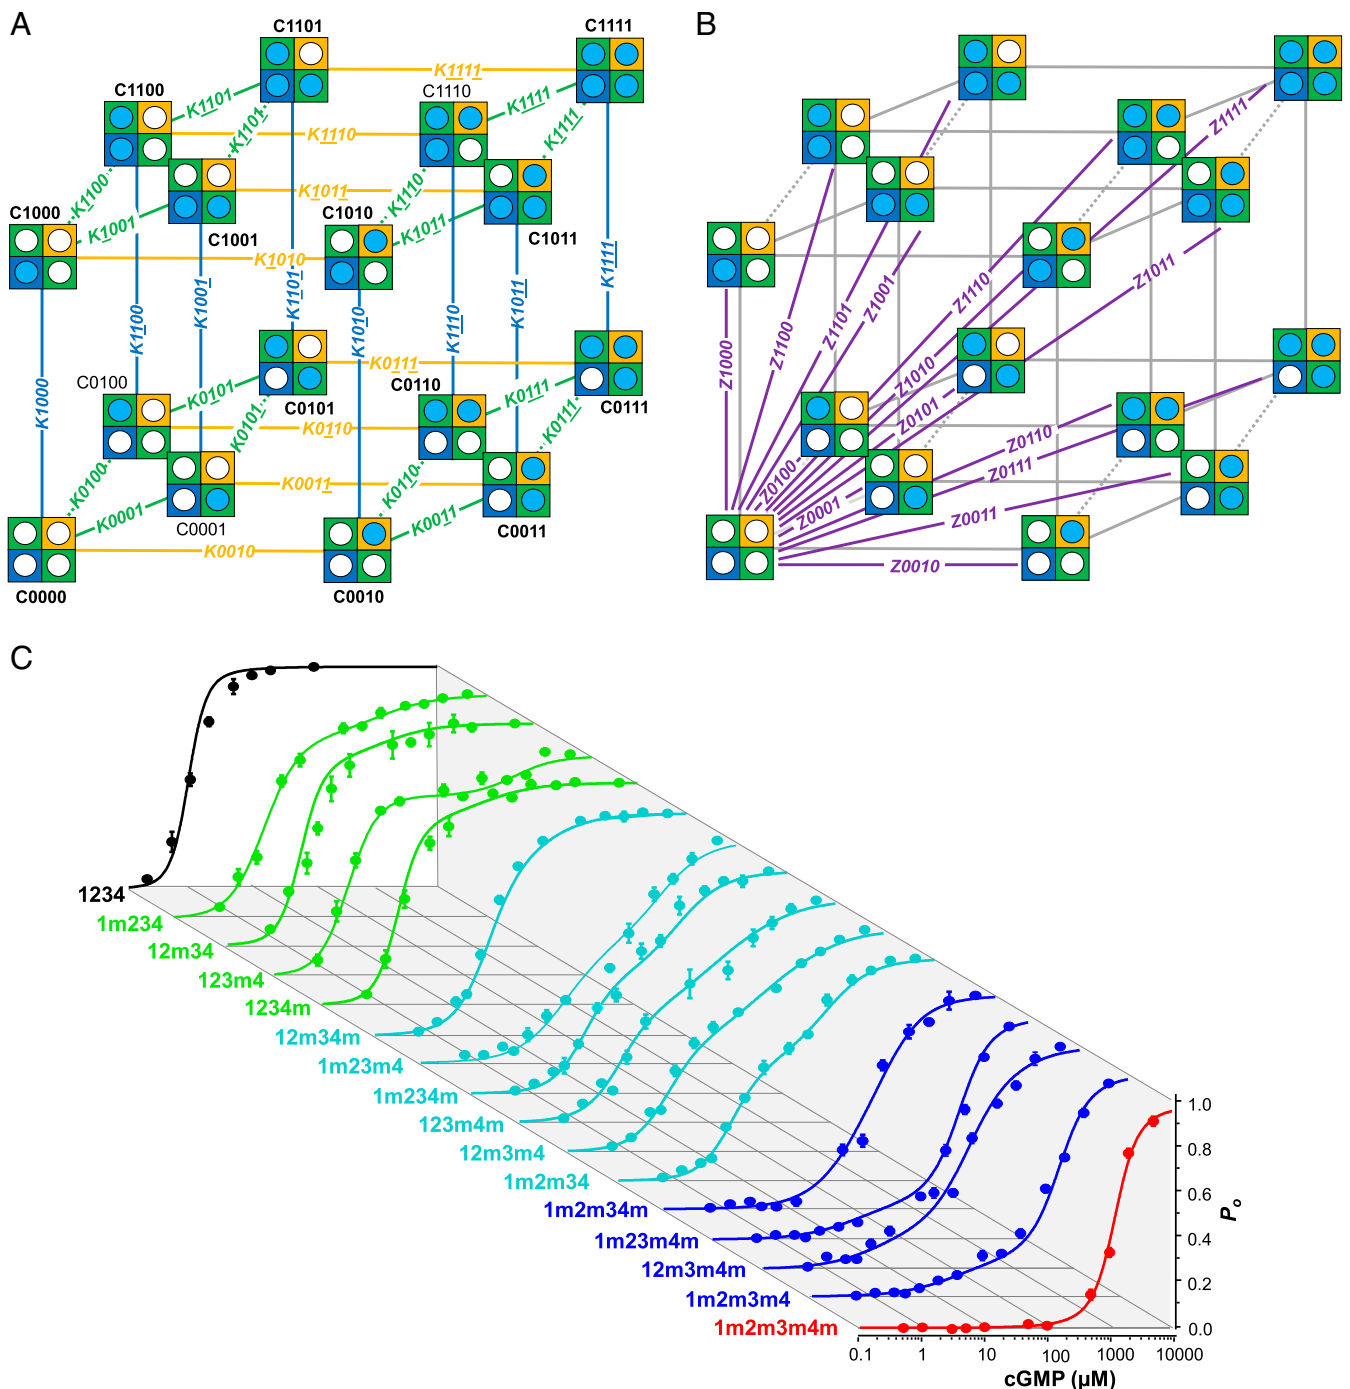 A
C1101
C1111
K1111
C1100
K1101
C1110
K1111
K1101
K1110
K1111
K1100
K1011
K1110
C1000
K1001
C1001
C1010
K1011
C1011
K1010
K1101
K1111
K1001
K1100
K1010
K1110
K1011
K1000
C0100
K0101
C0101
K0111
C0110
K0111
C0111
K0101
K0110
K0111
K0100
K0011
K0110
K0001
C0001
K0011
C0011
K0010
C0000
C0010
B
Z1111
Z1110
Z1011
Z1000
Z1100
Z1101
Z1001
Z1010
Z0101
Z0110
Z0111
Z0100
Z0001
Z0011
Z0010
C
1234
1m234
12m34
123m4
1234m
12m34m
1m23m4
1m234m
123m4m
12m3m4
1m2m34
1m2m34m
1m23m4m
12m3m4m
1m2m3m4
1m2m3m4m
1.0
0.8
0.6
0.4
0.2
0.0
Po
0.1
1
10
100
1000
10000
cGMP (µM)